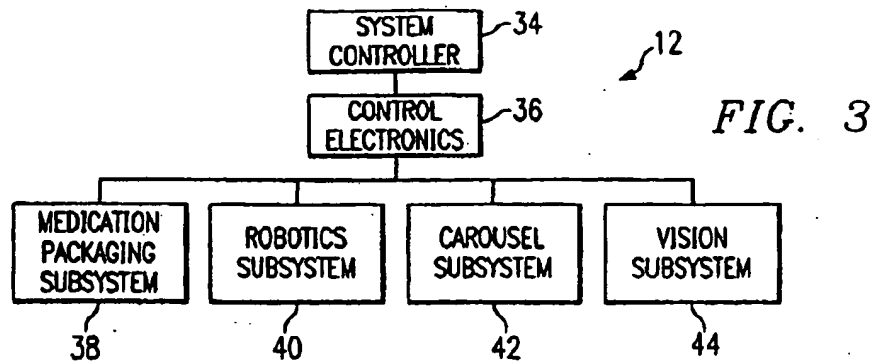 SYSTEM
CONTROLLER
34
12
CONTROL
ELECTRONICS
36
FIG. 3
MEDICATION
PACKAGING
SUBSYSTEM
ROBOTICS
SUBSYSTEM
CAROUSEL
SUBSYSTEM
VISION
SUBSYSTEM
38
40
42
44